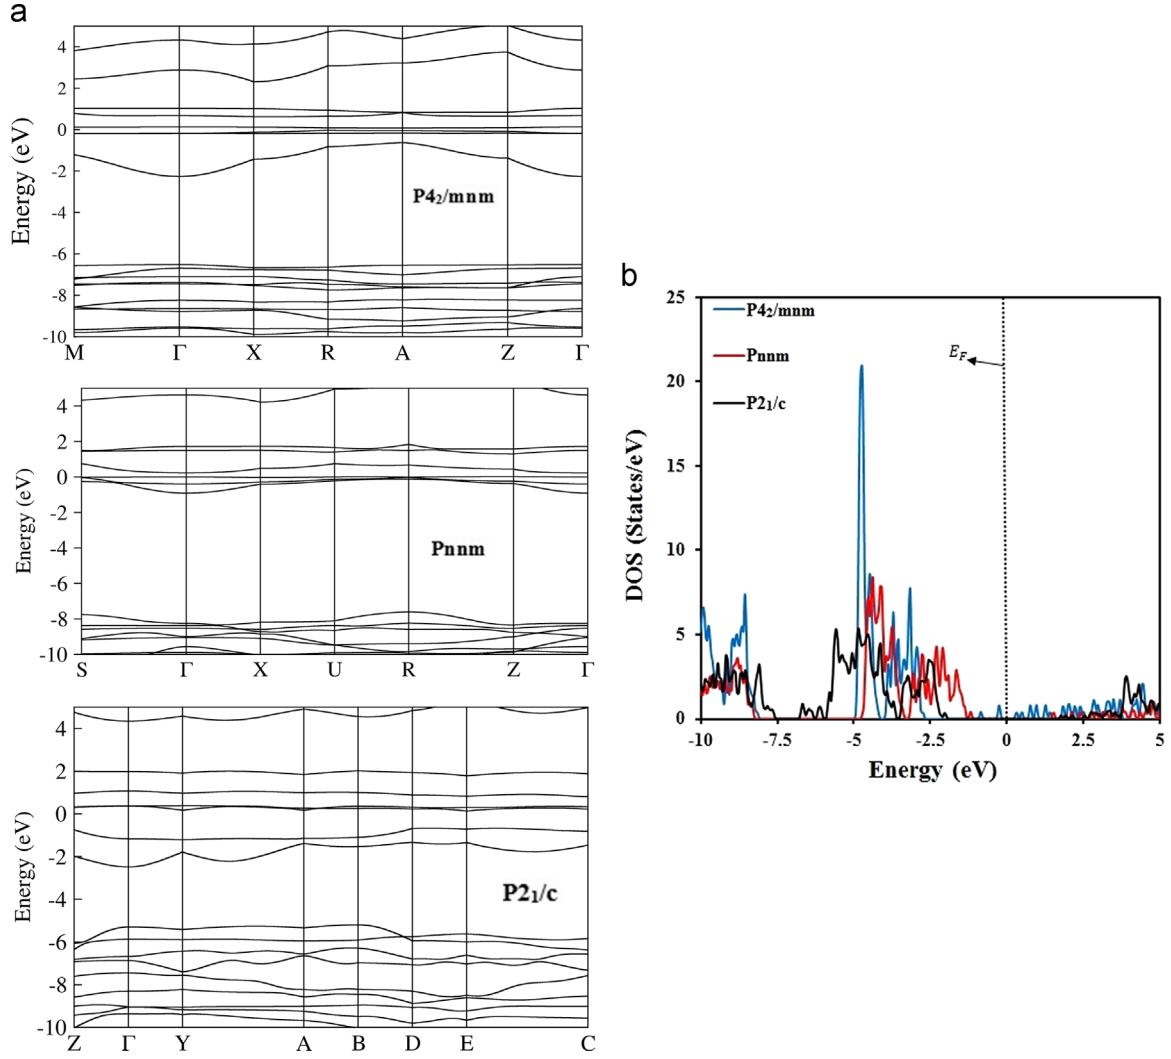 a
4
2
0
-2
-4
-6
-8
-10
Energy (eV)
P4₂/mnm
M Γ X R A Z Γ
4
2
0
-2
-4
-6
-8
-10
Energy (eV)
Pnnm
S Γ X U R Z Γ
4
2
0
-2
-4
-6
-8
-10
Energy (eV)
P2₁/c
Z Γ Y A B D E C
b
25
20
15
10
5
0
DOS (States/eV)
P4₂/mnm
Pnnm
P2₁/c
E_F
-10 -7.5 -5 -2.5 0 2.5 5
Energy (eV)